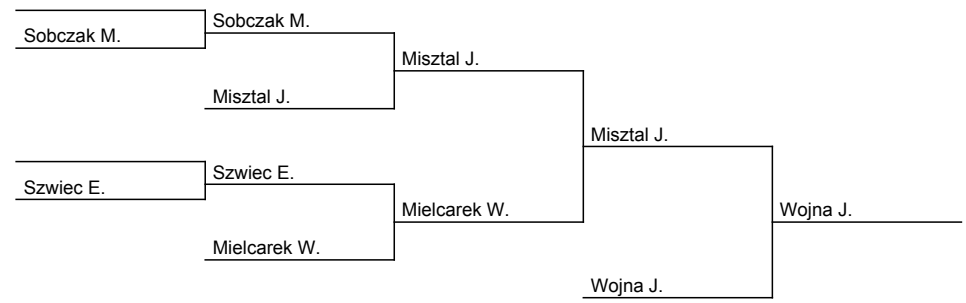 Sobczak M.
Sobczak M.
Misztal J.
Misztal J.
Misztal J.
Szwiec E.
Szwiec E.
Mielcarek W.
Wojna J.
Mielcarek W.
Wojna J.